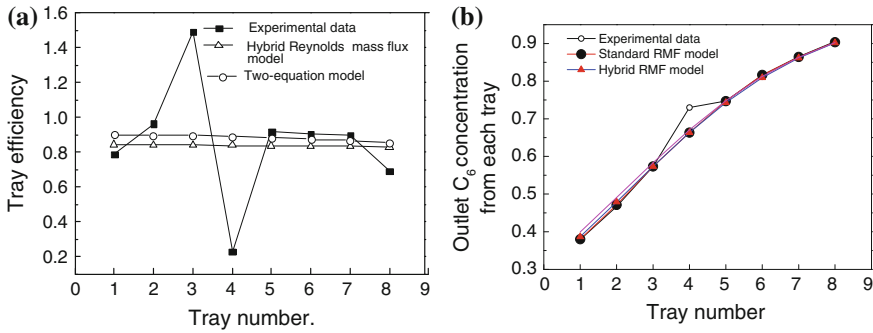 (a)
1.6
1.4
1.2
1.0
0.8
0.6
0.4
0.2
Tray efficiency
Experimental data
Hybrid Reynolds mass flux
model
Two-equation model
0 1 2 3 4 5 6 7 8 9
Tray number.
(b)
0.9
0.8
0.7
0.6
0.5
0.4
0.3
Outlet C6 concentration
from each tray
Experimental data
Standard RMF model
Hybrid RMF model
0 1 2 3 4 5 6 7 8 9
Tray number